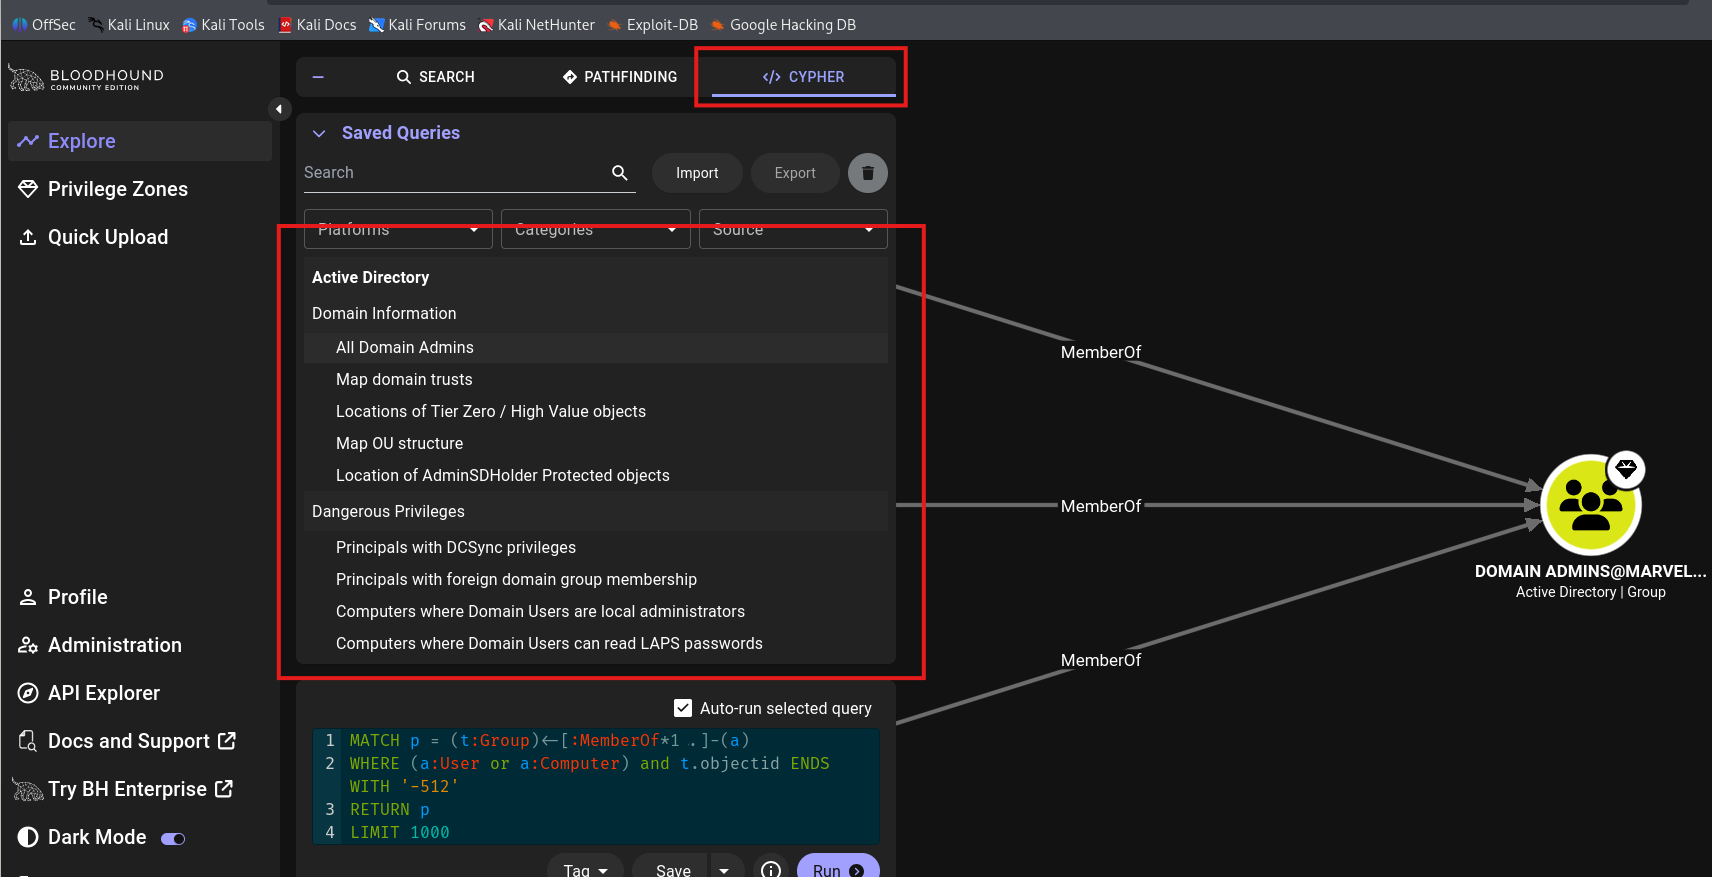 OffSec Kali Linux Kali Tools Kali Docs Kali Forums Kali NetHunter Exploit-DB Google Hacking DB
BLOODHOUND
COMMUNITY EDITION
Explore
Privilege Zones
Quick Upload
Profile
Administration
API Explorer
Docs and Support
Try BH Enterprise
Dark Mode
SEARCH PATHFINDING </> CYPHER
Saved Queries
Search Import Export
Platforms Categories Source
Active Directory
Domain Information
All Domain Admins
Map domain trusts
Locations of Tier Zero / High Value objects
Map OU structure
Location of AdminSDHolder Protected objects
Dangerous Privileges
Principals with DCSync privileges
Principals with foreign domain group membership
Computers where Domain Users are local administrators
Computers where Domain Users can read LAPS passwords
Auto-run selected query
1 MATCH p = (t:Group)<-[:MemberOf*1..]-(a)
2 WHERE (a:User or a:Computer) and t.objectid ENDS
WITH '-512'
3 RETURN p
4 LIMIT 1000
Tag Save Run
MemberOf
MemberOf
MemberOf
DOMAIN ADMINS@MARVEL...
Active Directory | Group